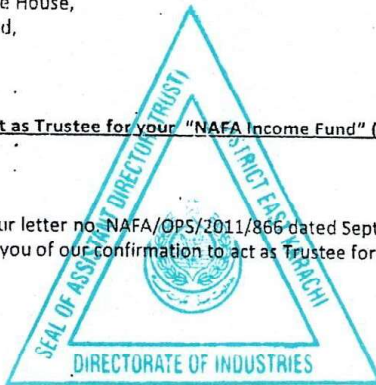 e House,
d,
t as Trustee for your "NAFA Income Fund" (
ur letter no. NAFA/OPS/2011/866 dated Sept
you of our confirmation to act as Trustee for
SEAL OF ASSISTANT DIRECTOR TRUST
DISTRICT EAST KARACHI
DIRECTORATE OF INDUSTRIES